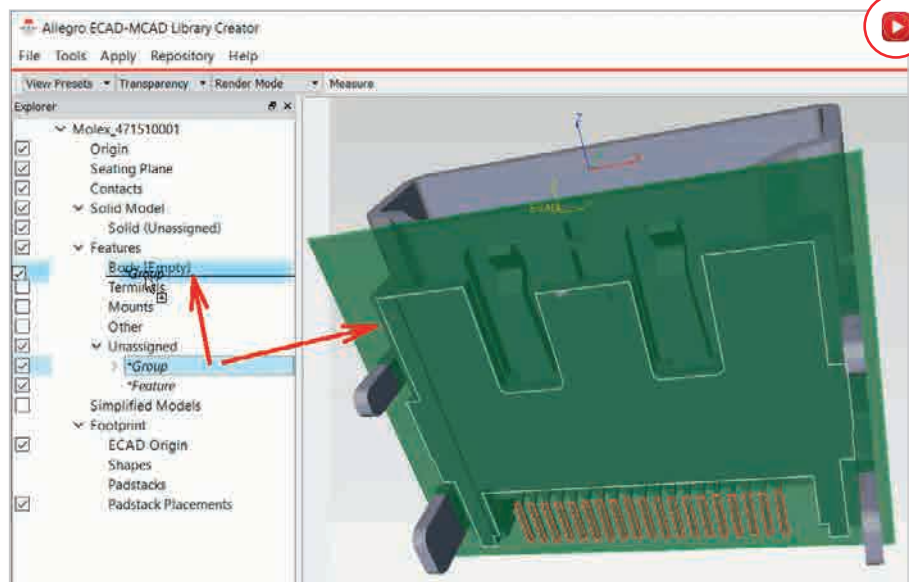 Allegro ECAD-MCAD Library Creator
File Tools Apply Repository Help
View Presets Transparency Render Mode Measure
Explorer
Molex_471510001
Origin
Seating Plane
Contacts
Solid Model
Solid (Unassigned)
Features
Body (Empty)
*Group
Terminals
Mounts
Other
Unassigned
*Group
*Feature
Simplified Models
Footprint
ECAD Origin
Shapes
Padstacks
Padstack Placements
Z